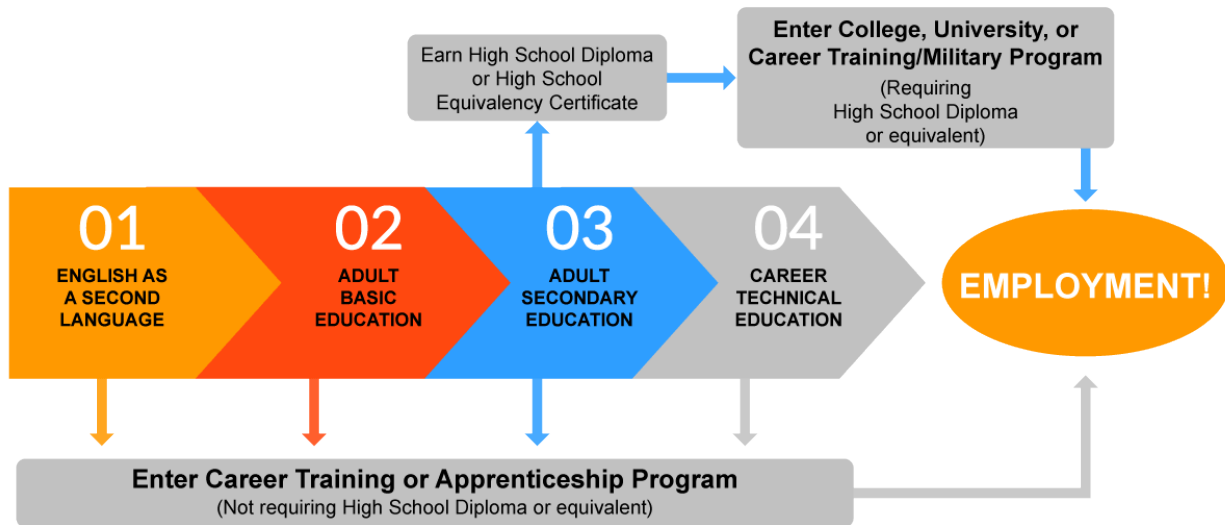 Earn High School Diploma
or High School
Equivalency Certificate
Enter College, University, or
Career Training/Military Program
(Requiring
High School Diploma
or equivalent)
01
ENGLISH AS
A SECOND
LANGUAGE
02
ADULT
BASIC
EDUCATION
03
ADULT
SECONDARY
EDUCATION
04
CAREER
TECHNICAL
EDUCATION
EMPLOYMENT!
Enter Career Training or Apprenticeship Program
(Not requiring High School Diploma or equivalent)